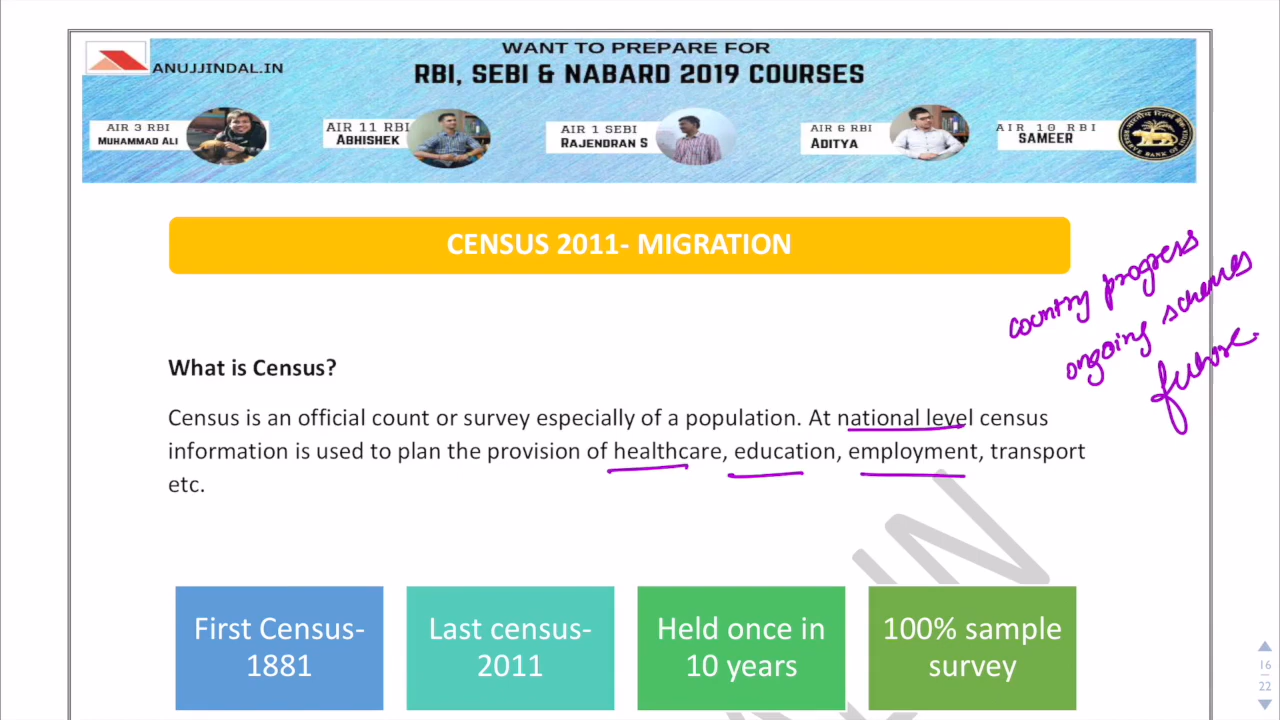 WANT TO PREPARE FOR
ANUJJINDAL.IN
RBI, SEBI & NABARD 2019 COURSES
AIR 3 RBI
MUHAMMAD ALI
AIR 11 RBI
ABHISHEK
AIR 1 SEBI
RAJENDRAN S
AIR 6 RBI
ADITYA
AIR 10 RBI
SAMEER
CENSUS 2011- MIGRATION
country progress
ongoing schemes
future.
What is Census?
Census is an official count or survey especially of a population. At national level census
information is used to plan the provision of healthcare, education, employment, transport
etc.
First Census-
1881
Last census-
2011
Held once in
10 years
100% sample
survey
16
22